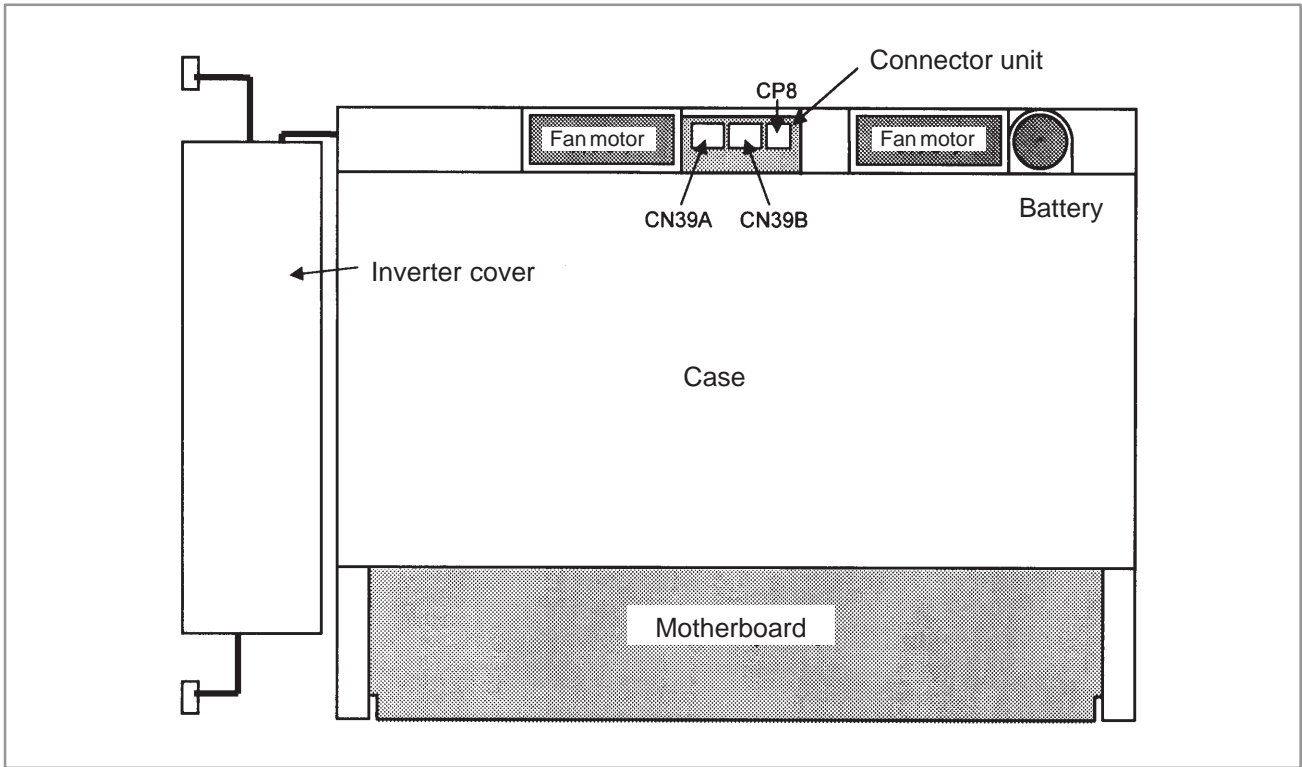 Connector unit
CP8
Fan motor
Fan motor
CN39A
CN39B
Battery
Inverter cover
Case
Motherboard